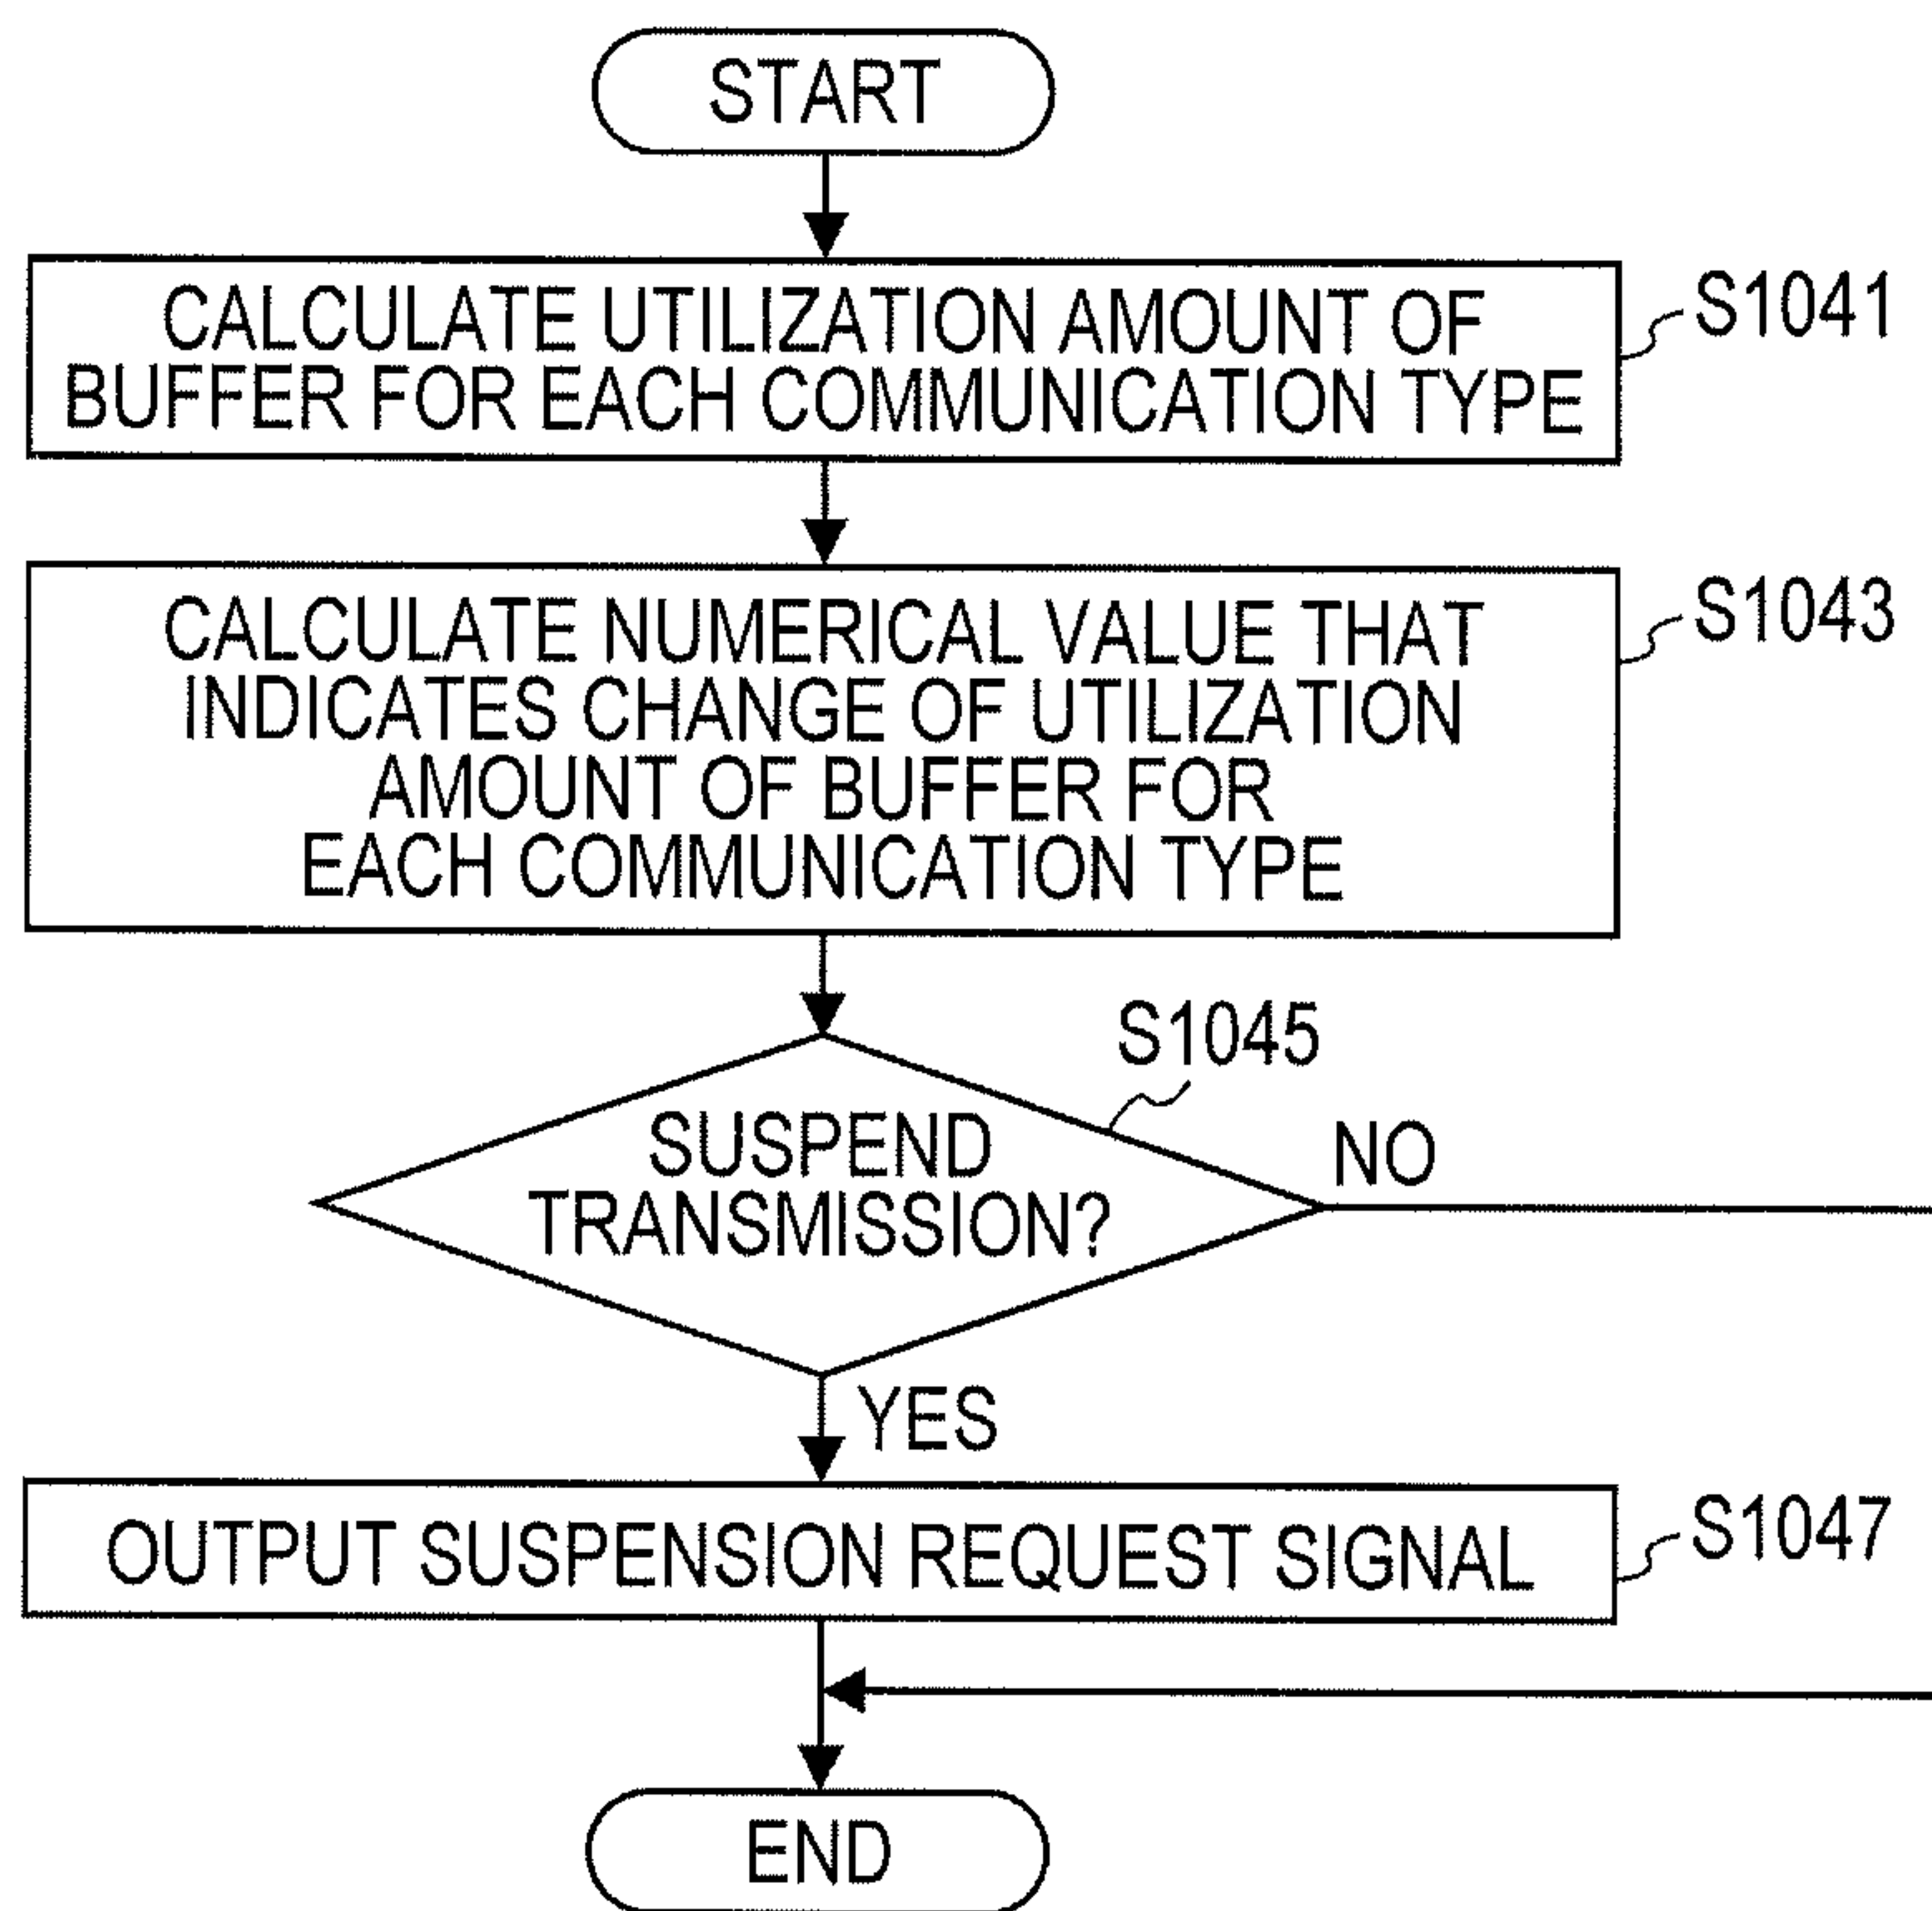 START
CALCULATE UTILIZATION AMOUNT OF
BUFFER FOR EACH COMMUNICATION TYPE
S1041
CALCULATE NUMERICAL VALUE THAT
INDICATES CHANGE OF UTILIZATION
AMOUNT OF BUFFER FOR
EACH COMMUNICATION TYPE
S1043
S1045
SUSPEND
TRANSMISSION?
NO
YES
OUTPUT SUSPENSION REQUEST SIGNAL
S1047
END